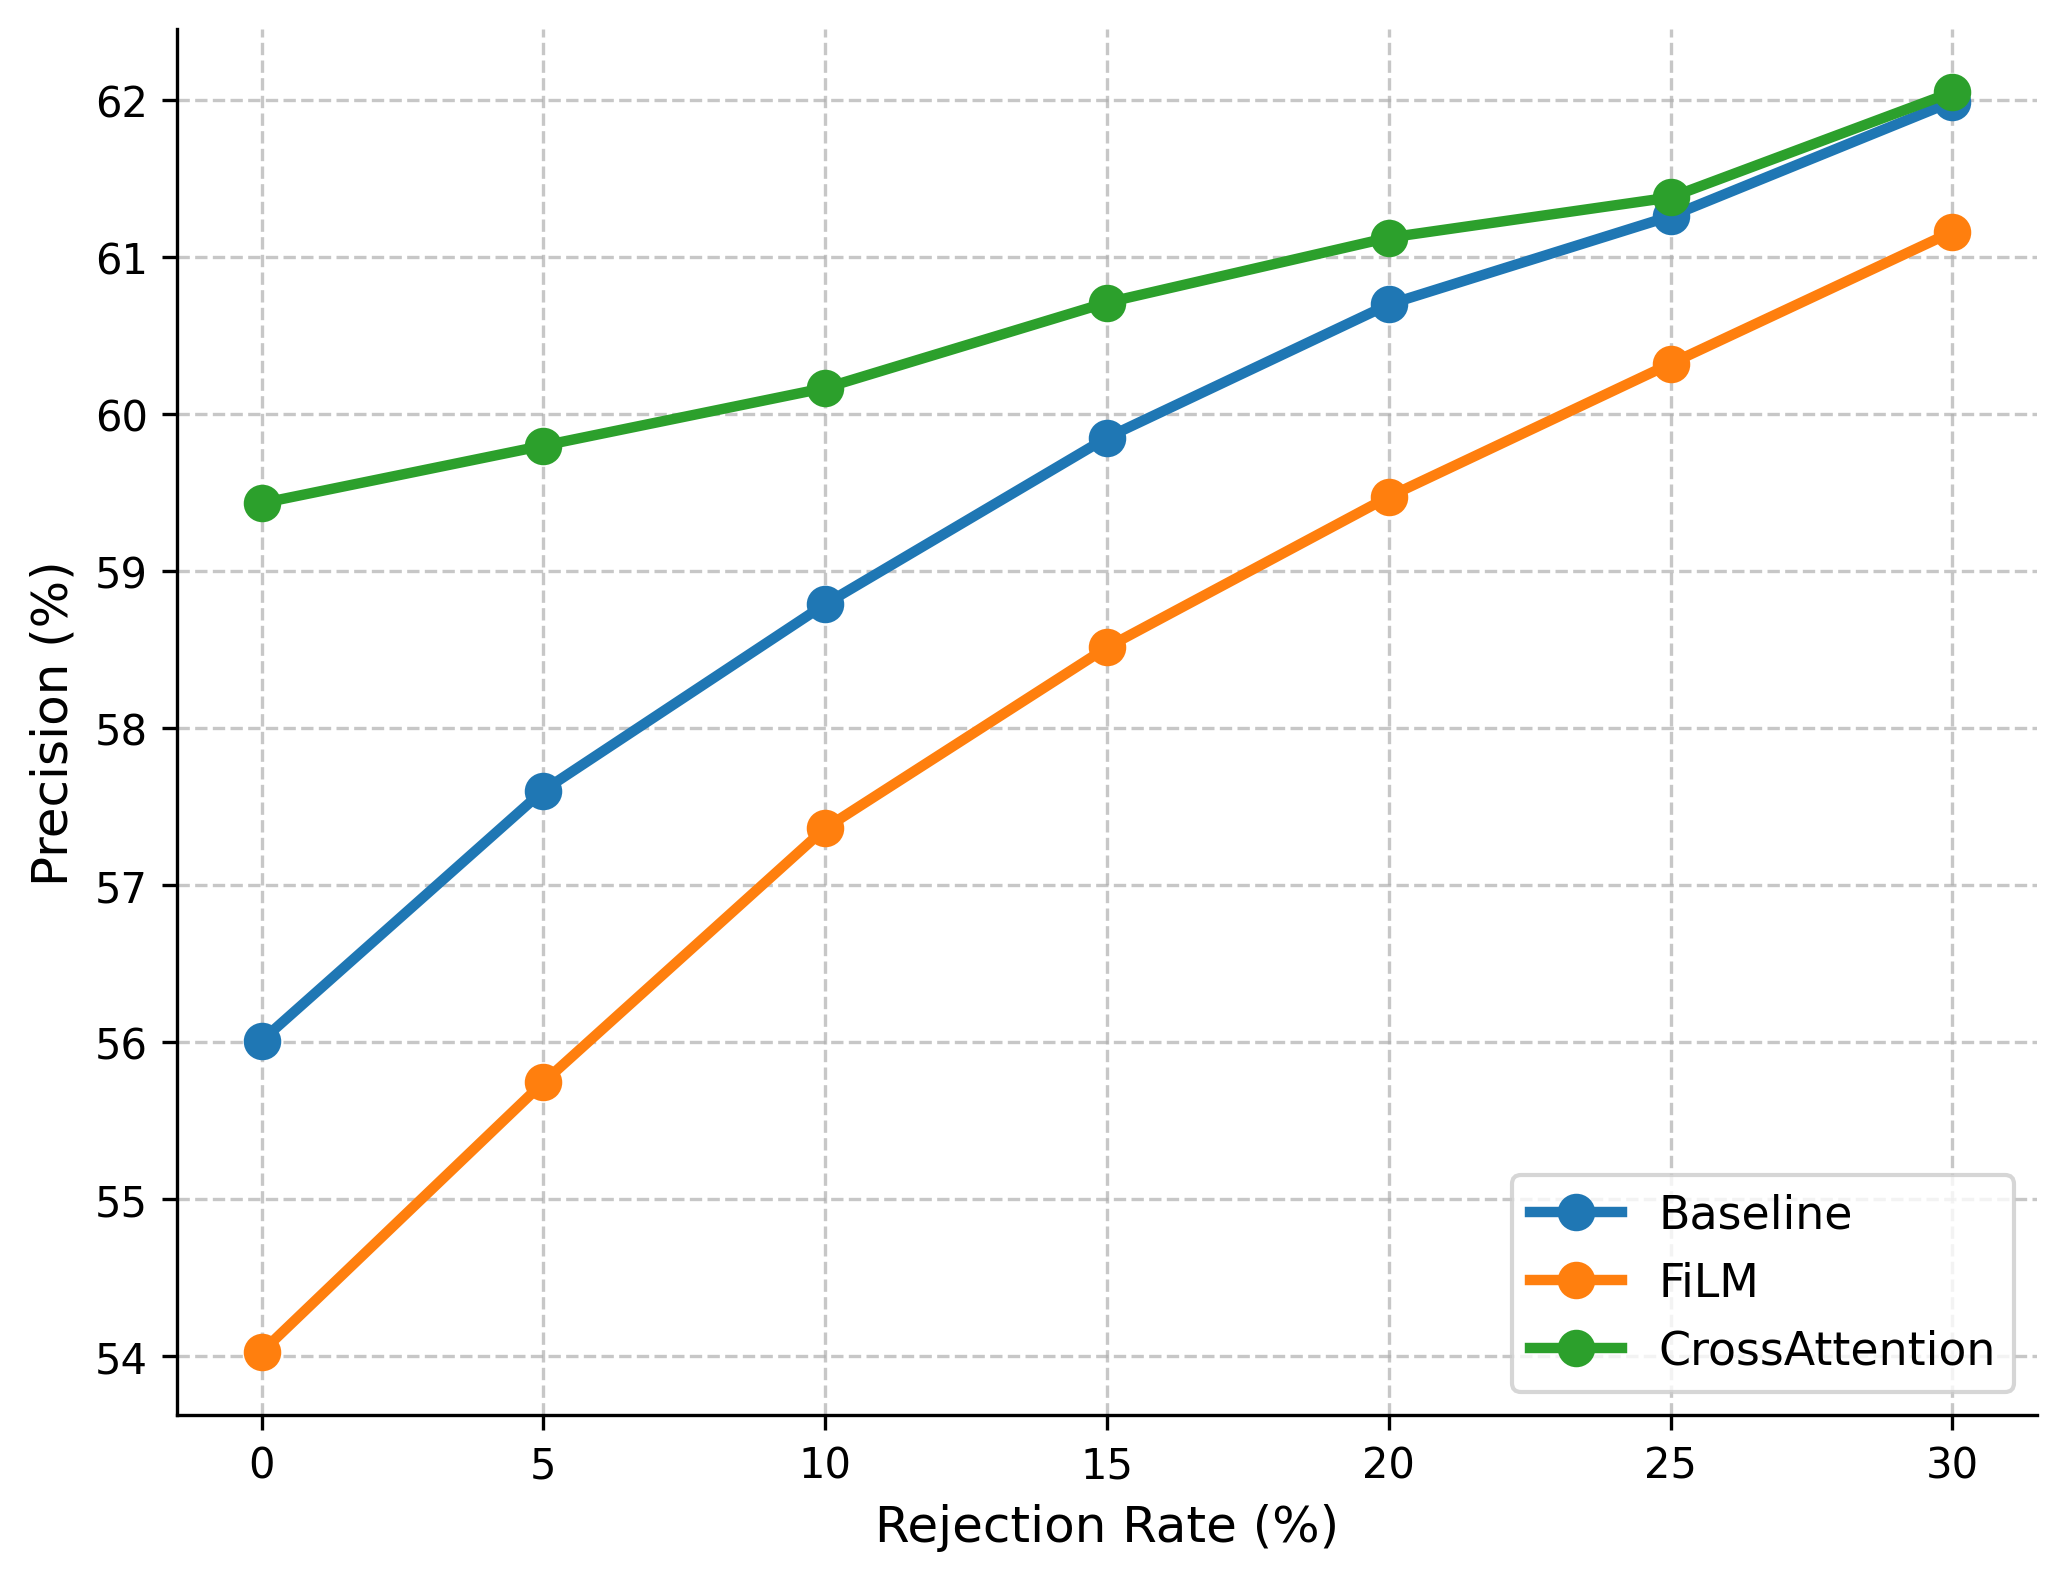 62
61
60
59
58
57
56
55
54
Precision (%)
Baseline
FiLM
CrossAttention
0 5 10 15 20 25 30
Rejection Rate (%)